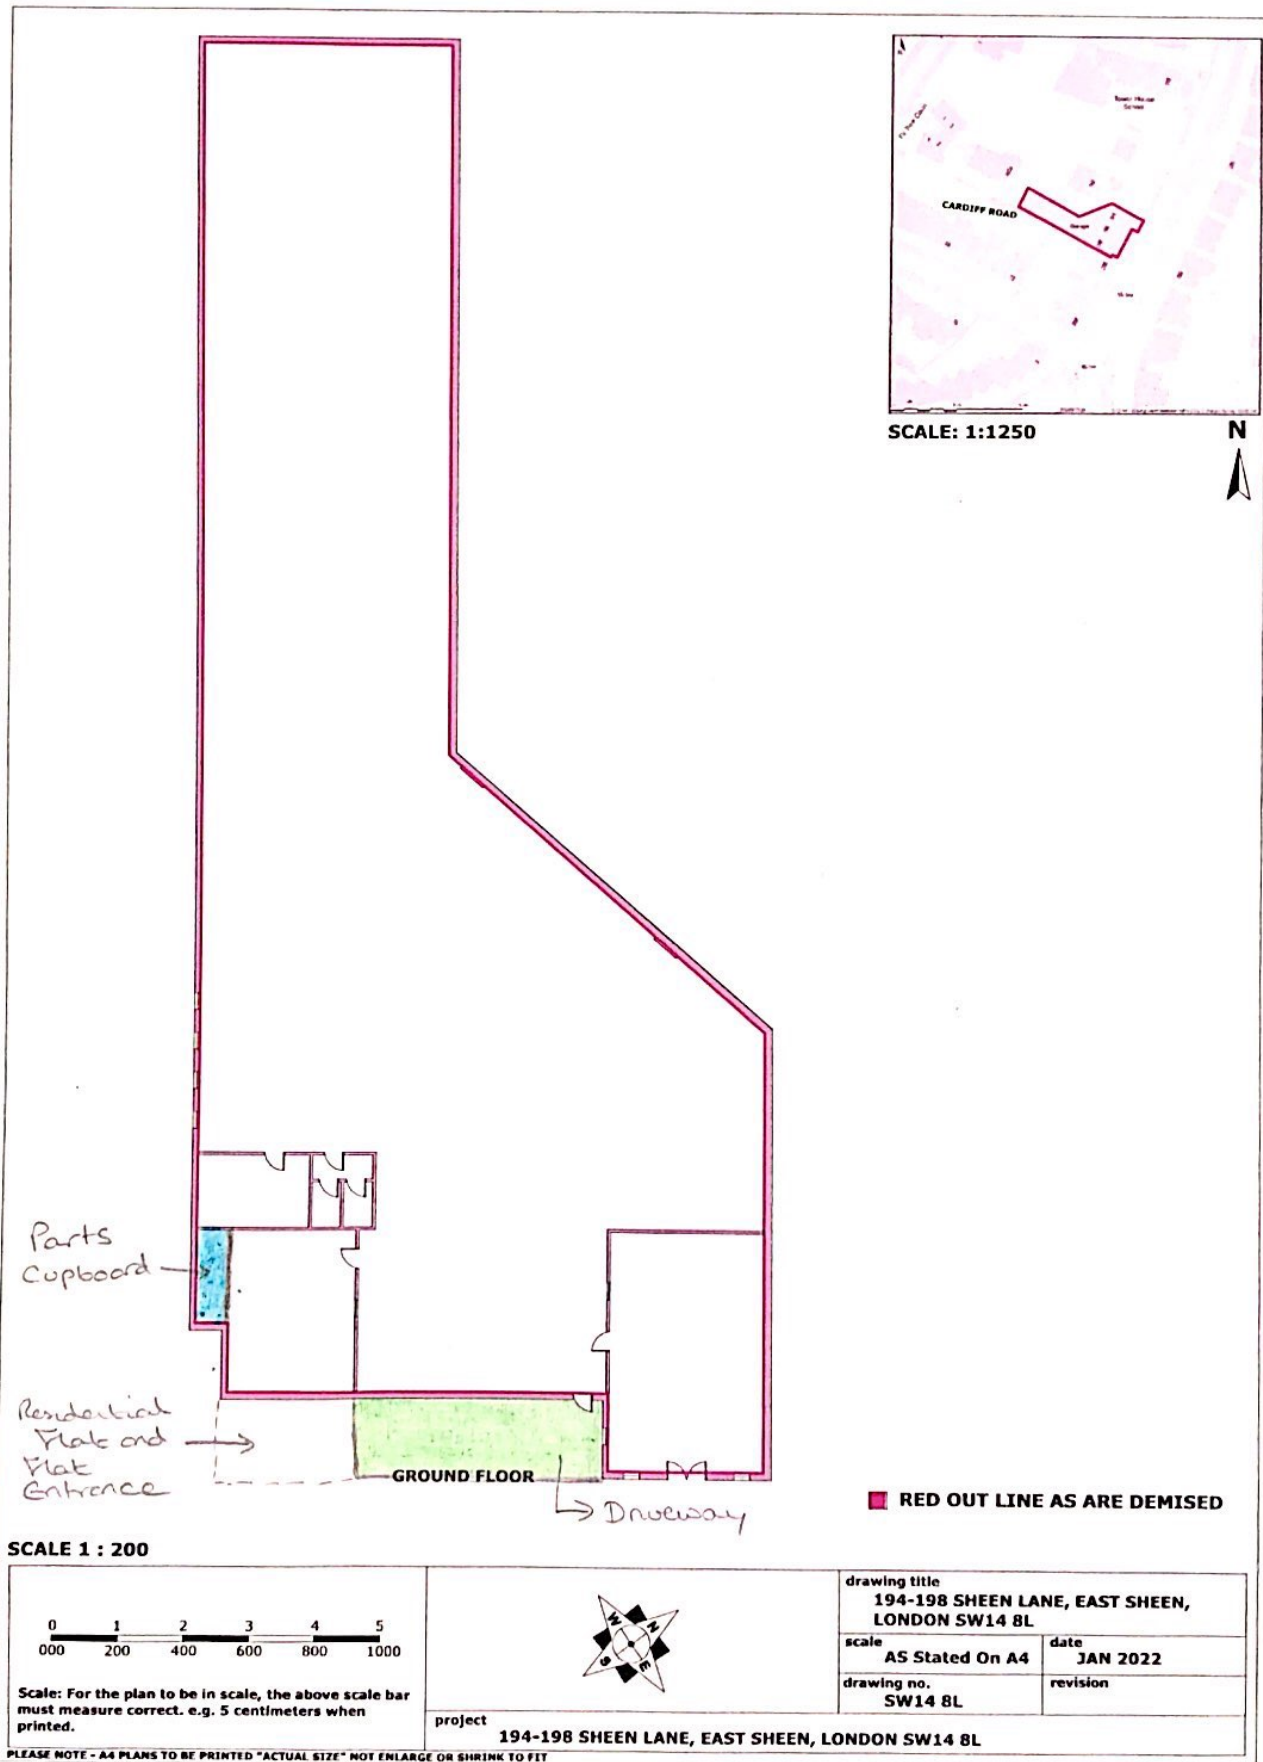 Tower House
School
CARDIFF ROAD
Garage
SCALE: 1:1250
N
Parts
Cupboard
Residential
Flat and
Flat
Entrance
GROUND FLOOR
Driveway
RED OUT LINE AS ARE DEMISED
SCALE 1 : 200
0 1 2 3 4 5
000 200 400 600 800 1000
Scale: For the plan to be in scale, the above scale bar
must measure correct. e.g. 5 centimeters when
printed.
W N
S E
drawing title
194-198 SHEEN LANE, EAST SHEEN,
LONDON SW14 8L
scale
AS Stated On A4
date
JAN 2022
drawing no.
SW14 8L
revision
project
194-198 SHEEN LANE, EAST SHEEN, LONDON SW14 8L
PLEASE NOTE - A4 PLANS TO BE PRINTED "ACTUAL SIZE" NOT ENLARGE OR SHRINK TO FIT